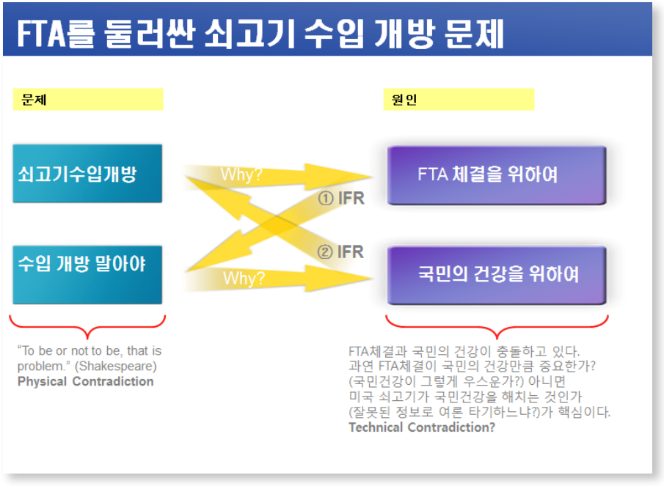 FTA를 둘러싼 쇠고기 수입 개방 문제
문제
원인
쇠고기수입개방
Why?
FTA 체결을 위하여
① IFR
② IFR
수입 개방 말아야
Why?
국민의 건강을 위하여
“To be or not to be, that is
problem.” (Shakespeare)
Physical Contradiction
FTA체결과 국민의 건강이 충돌하고 있다.
과연 FTA체결이 국민의 건강만큼 중요한가?
(국민건강이 그렇게 우스운가?) 아니면
미국 쇠고기가 국민건강을 해치는 것인가
(잘못된 정보로 여론 타기하느냐?)가 핵심이다.
Technical Contradiction?